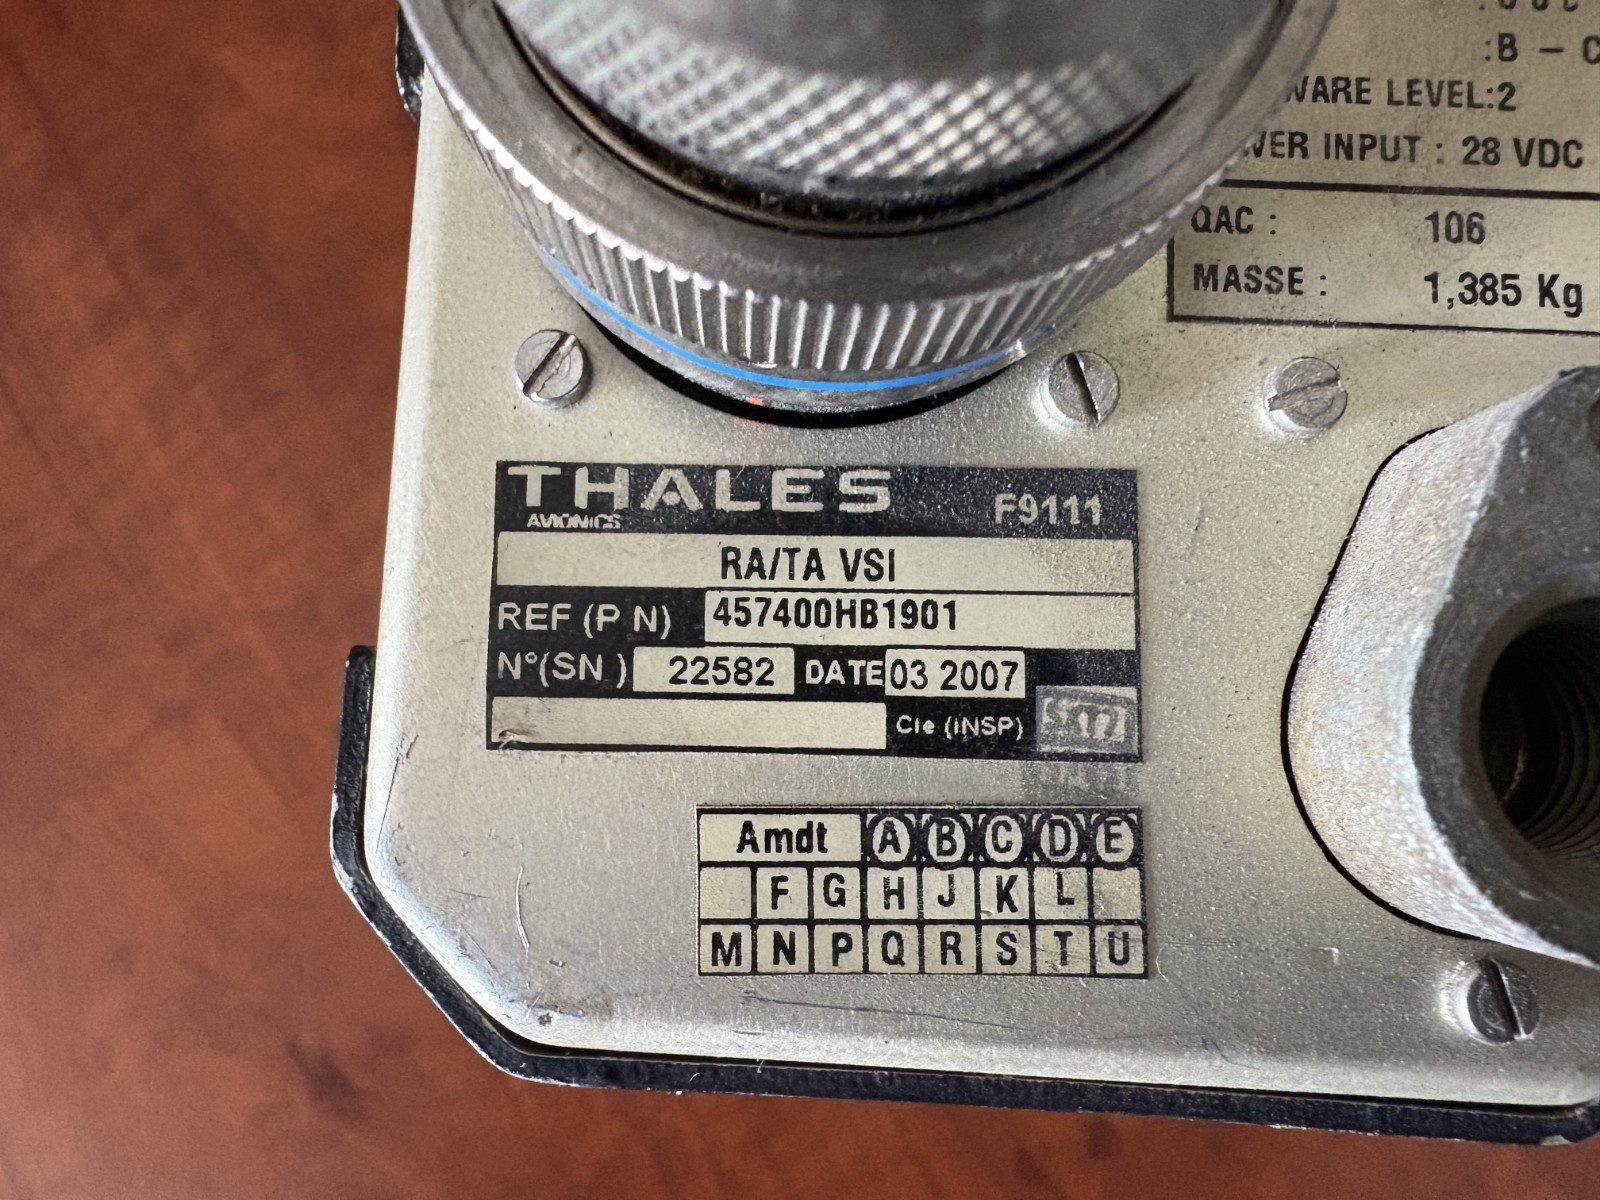 :B – C
WARE LEVEL:2
WER INPUT : 28 VDC
QAC : 106
MASSE : 1,385 Kg
THALES
AVIONICS
F9111
RA/TA VSI
REF (P N) 457400HB1901
N°(SN ) 22582 DATE 03 2007
Cie (INSP)
Amdt A B C D E
F G H J K L
M N P Q R S T U